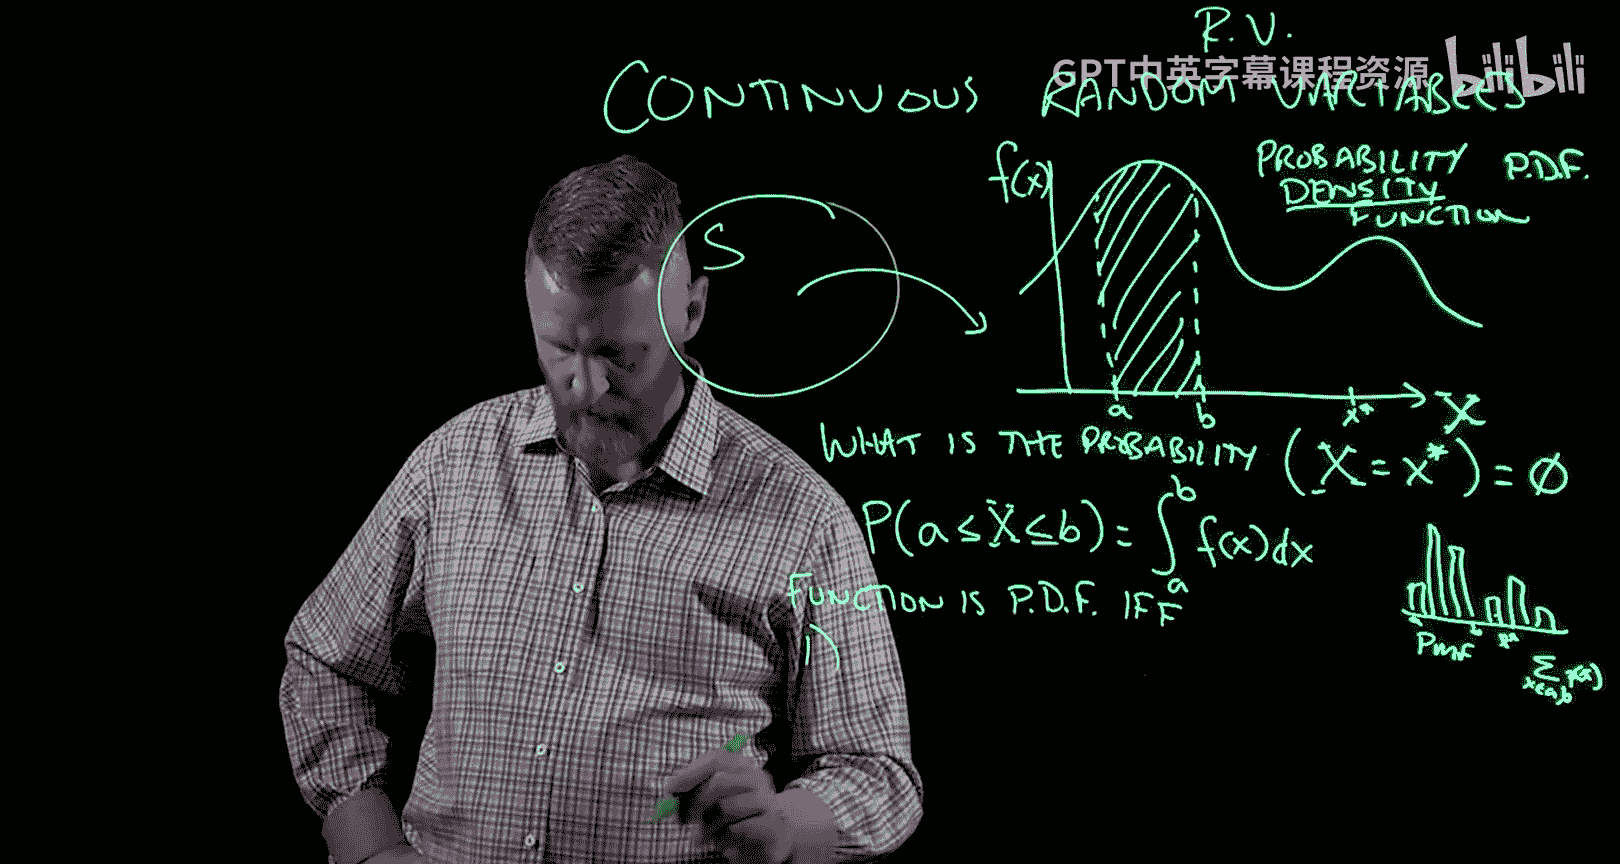 R.V.
GPT中英字幕课程资源 bilibili
CONTINUOUS RANDOM VARIABLES
f(x)
PROBABILITY P.D.F.
DENSITY
FUNCTION
S
a b x* X
WHAT IS THE PROBABILITY (X = x*) = Ø
P(a ≤ X ≤ b) = ∫_a^b f(x)dx
FUNCTION IS P.D.F. IFF
1)
a b x*
PMF
Σ
x∈a,b